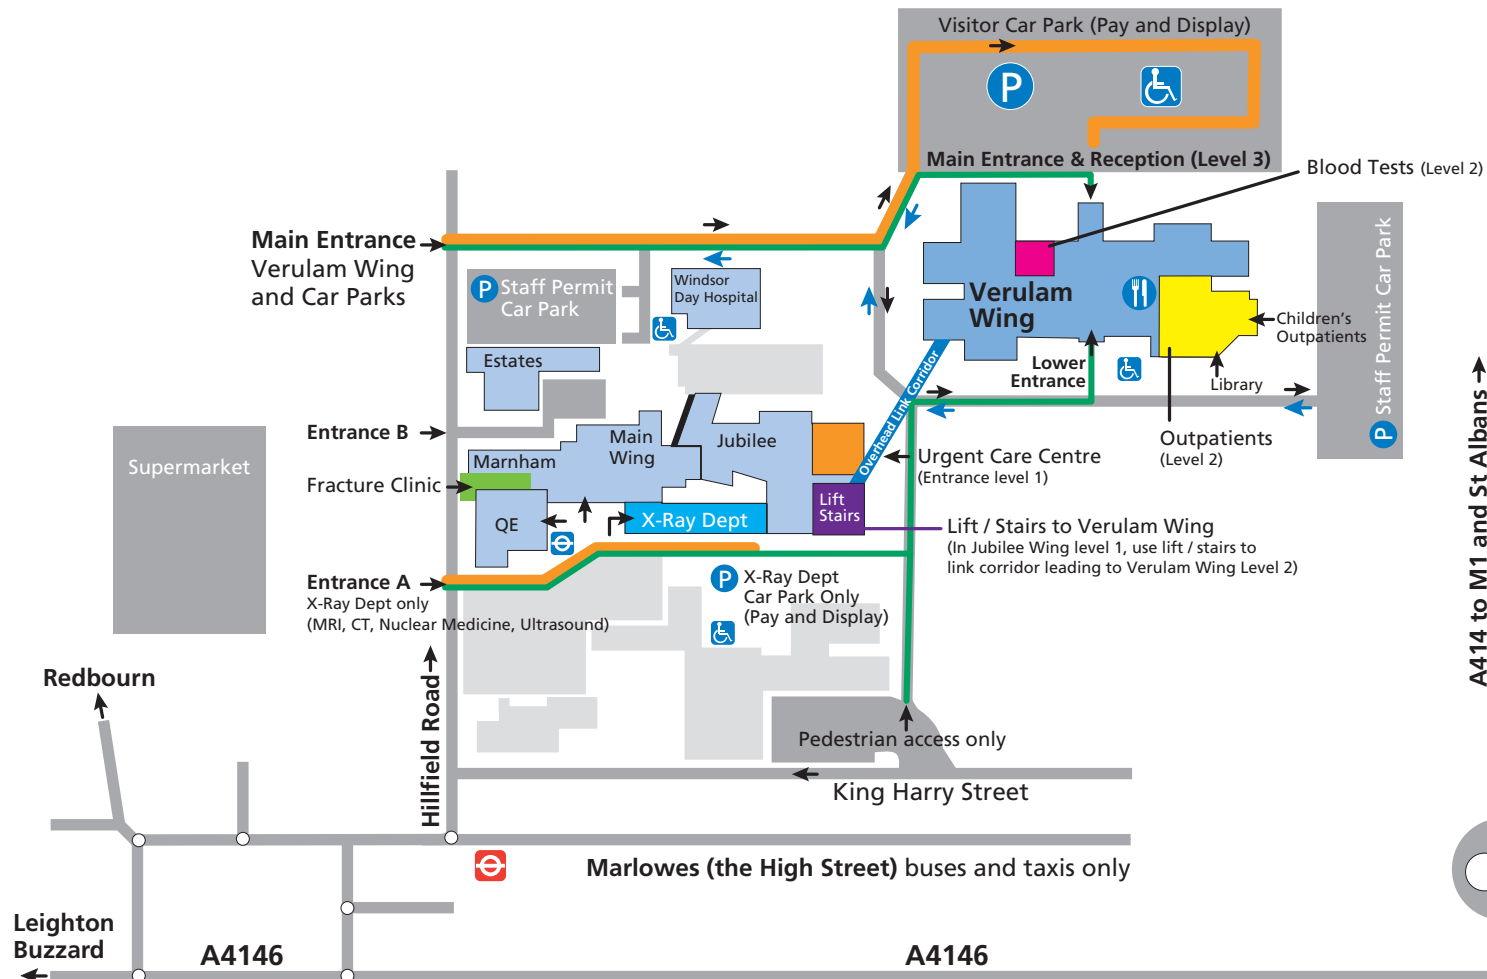 Visitor Car Park (Pay and Display)
P
Main Entrance & Reception (Level 3)
Blood Tests (Level 2)
Main Entrance
Verulam Wing
and Car Parks
P Staff Permit
Car Park
Windsor
Day Hospital
Verulam
Wing
Children's
Outpatients
P Staff Permit Car Park
Estates
Lower
Entrance
Library
Overhead Link Corridor
A414 to M1 and St Albans
Entrance B
Main
Wing
Jubilee
Outpatients
(Level 2)
Supermarket
Marnham
Urgent Care Centre
(Entrance level 1)
Fracture Clinic
QE
X-Ray Dept
Lift
Stairs
Lift / Stairs to Verulam Wing
(In Jubilee Wing level 1, use lift / stairs to
link corridor leading to Verulam Wing Level 2)
Entrance A
X-Ray Dept only
(MRI, CT, Nuclear Medicine, Ultrasound)
P X-Ray Dept
Car Park Only
(Pay and Display)
Redbourn
Hillfield Road
Pedestrian access only
King Harry Street
Marlowes (the High Street) buses and taxis only
Leighton
Buzzard
A4146
A4146